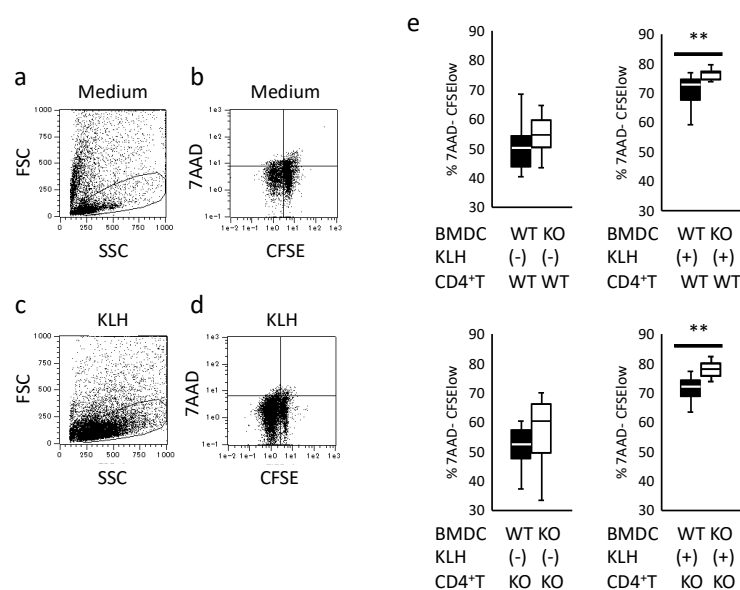 e
a
Medium
1000
750
500
250
0
FSC
0 250 500 750 1000
SSC
b
Medium
1e3
1e2
1e1
1e0
1e-1
7AAD
1e-2 1e-1 1e0 1e1 1e2 1e3
CFSE
c
KLH
1000
750
500
250
0
FSC
0 250 500 750 1000
SSC
d
KLH
1e3
1e2
1e1
1e0
1e-1
7AAD
1e-2 1e-1 1e0 1e1 1e2 1e3
CFSE
90
80
70
60
50
40
30
% 7AAD- CFSElow
BMDC WT KO
KLH (-) (-)
CD4+T WT WT
90
80
70
60
50
40
30
% 7AAD- CFSElow
**
BMDC WT KO
KLH (+) (+)
CD4+T WT WT
90
80
70
60
50
40
30
% 7AAD- CFSElow
BMDC WT KO
KLH (-) (-)
CD4+T KO KO
90
80
70
60
50
40
30
% 7AAD- CFSElow
**
BMDC WT KO
KLH (+) (+)
CD4+T KO KO